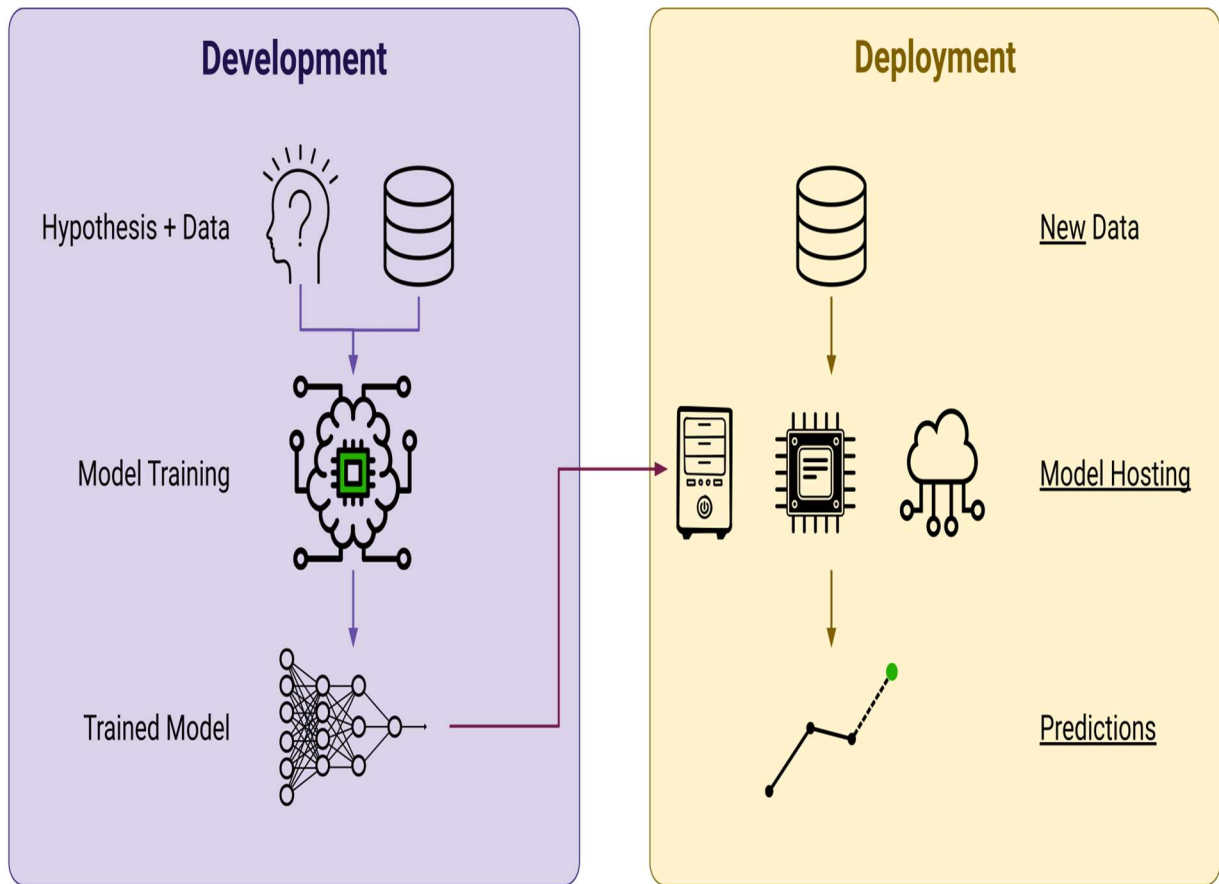 Development
Hypothesis + Data
Model Training
Trained Model
Deployment
New Data
Model Hosting
Predictions